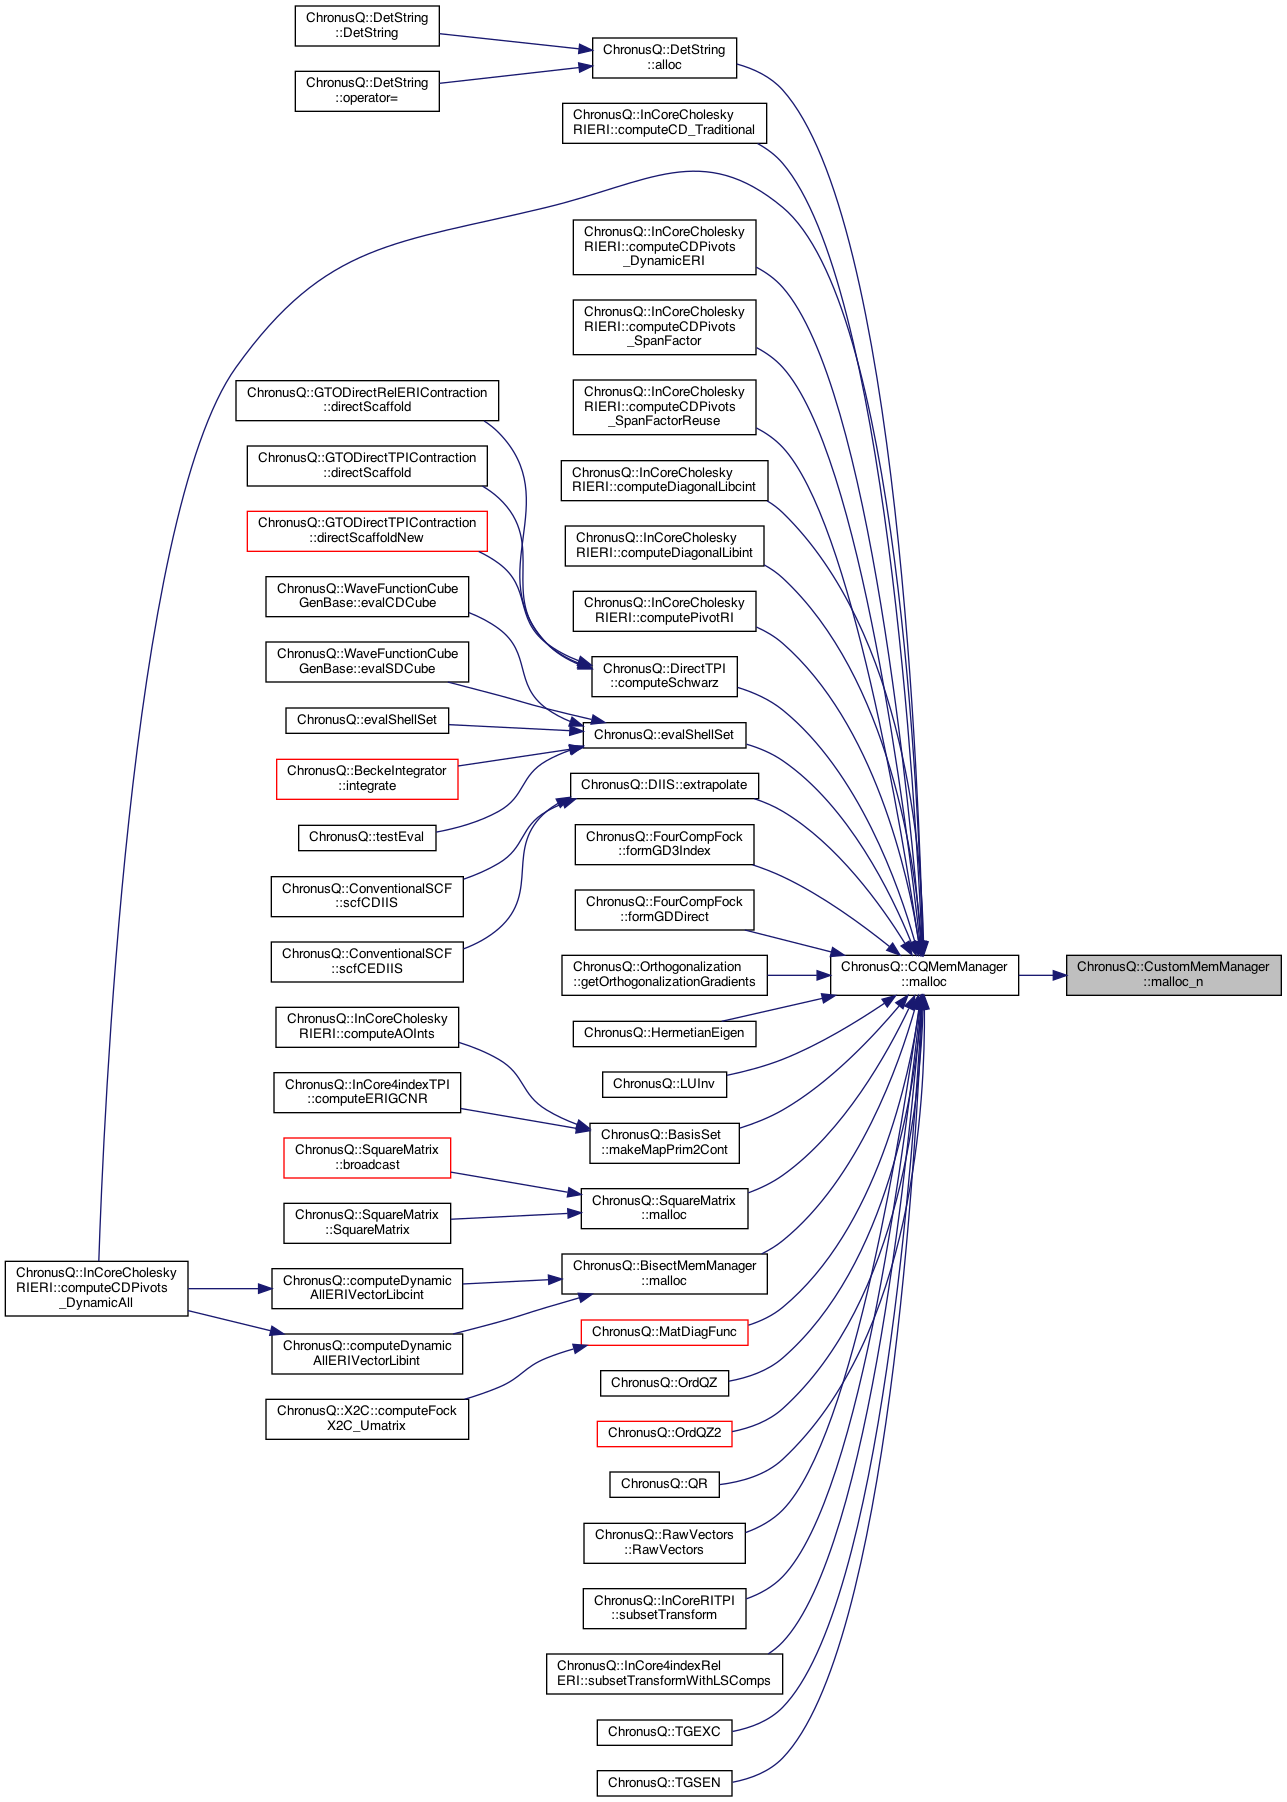 ChronusQ::DetString
::DetString
ChronusQ::DetString
::alloc
ChronusQ::DetString
::operator=
ChronusQ::InCoreCholesky
RIERI::computeCD_Traditional
ChronusQ::InCoreCholesky
RIERI::computeCDPivots
_DynamicERI
ChronusQ::InCoreCholesky
RIERI::computeCDPivots
_SpanFactor
ChronusQ::GTODirectRelERIContraction
::directScaffold
ChronusQ::InCoreCholesky
RIERI::computeCDPivots
_SpanFactorReuse
ChronusQ::GTODirectTPIContraction
::directScaffold
ChronusQ::InCoreCholesky
RIERI::computeDiagonalLibcint
ChronusQ::GTODirectTPIContraction
::directScaffoldNew
ChronusQ::InCoreCholesky
RIERI::computeDiagonalLibint
ChronusQ::WaveFunctionCube
GenBase::evalCDCube
ChronusQ::InCoreCholesky
RIERI::computePivotRI
ChronusQ::WaveFunctionCube
GenBase::evalSDCube
ChronusQ::DirectTPI
::computeSchwarz
ChronusQ::evalShellSet
ChronusQ::evalShellSet
ChronusQ::BeckeIntegrator
::integrate
ChronusQ::DIIS::extrapolate
ChronusQ::testEval
ChronusQ::FourCompFock
::formGD3Index
ChronusQ::ConventionalSCF
::scfCDIIS
ChronusQ::FourCompFock
::formGDDirect
ChronusQ::ConventionalSCF
::scfCEDIIS
ChronusQ::Orthogonalization
::getOrthogonalizationGradients
ChronusQ::CQMemManager
::malloc
ChronusQ::CustomMemManager
::malloc_n
ChronusQ::InCoreCholesky
RIERI::computeAOInts
ChronusQ::HermetianEigen
ChronusQ::InCore4indexTPI
::computeERIGCNR
ChronusQ::LUInv
ChronusQ::BasisSet
::makeMapPrim2Cont
ChronusQ::SquareMatrix
::broadcast
ChronusQ::SquareMatrix
::SquareMatrix
ChronusQ::SquareMatrix
::malloc
ChronusQ::InCoreCholesky
RIERI::computeCDPivots
_DynamicAll
ChronusQ::computeDynamic
AllERIVectorLibcint
ChronusQ::BisectMemManager
::malloc
ChronusQ::computeDynamic
AllERIVectorLibint
ChronusQ::MatDiagFunc
ChronusQ::X2C::computeFock
X2C_Umatrix
ChronusQ::OrdQZ
ChronusQ::OrdQZ2
ChronusQ::QR
ChronusQ::RawVectors
::RawVectors
ChronusQ::InCoreRITPI
::subsetTransform
ChronusQ::InCore4indexRel
ERI::subsetTransformWithLSComps
ChronusQ::TGEXC
ChronusQ::TGSEN